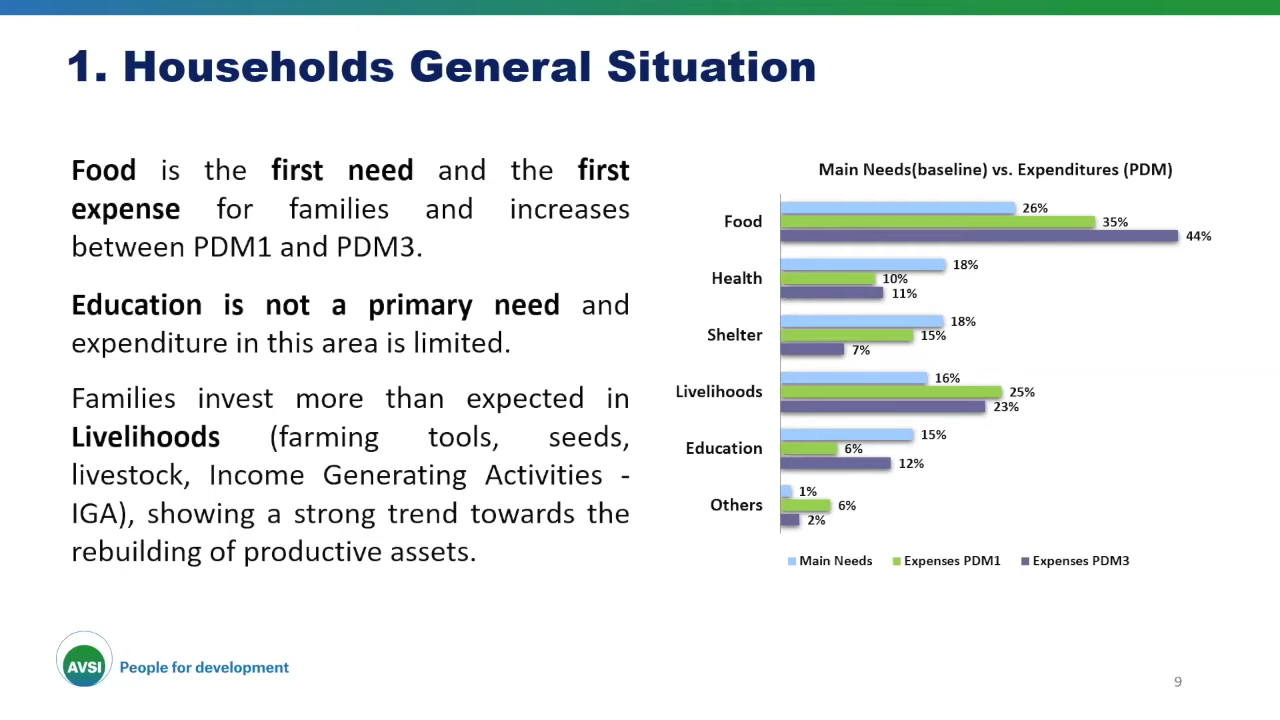 1. Households General Situation
Food is the first need and the first
expense for families and increases
between PDM1 and PDM3.
Education is not a primary need and
expenditure in this area is limited.
Families invest more than expected in
Livelihoods (farming tools, seeds,
livestock, Income Generating Activities -
IGA), showing a strong trend towards the
rebuilding of productive assets.
Main Needs(baseline) vs. Expenditures (PDM)
Food
26%
35%
44%
Health
18%
10%
11%
Shelter
18%
15%
7%
Livelihoods
16%
25%
23%
Education
15%
6%
12%
Others
1%
6%
2%
Main Needs Expenses PDM1 Expenses PDM3
AVSI People for development
9